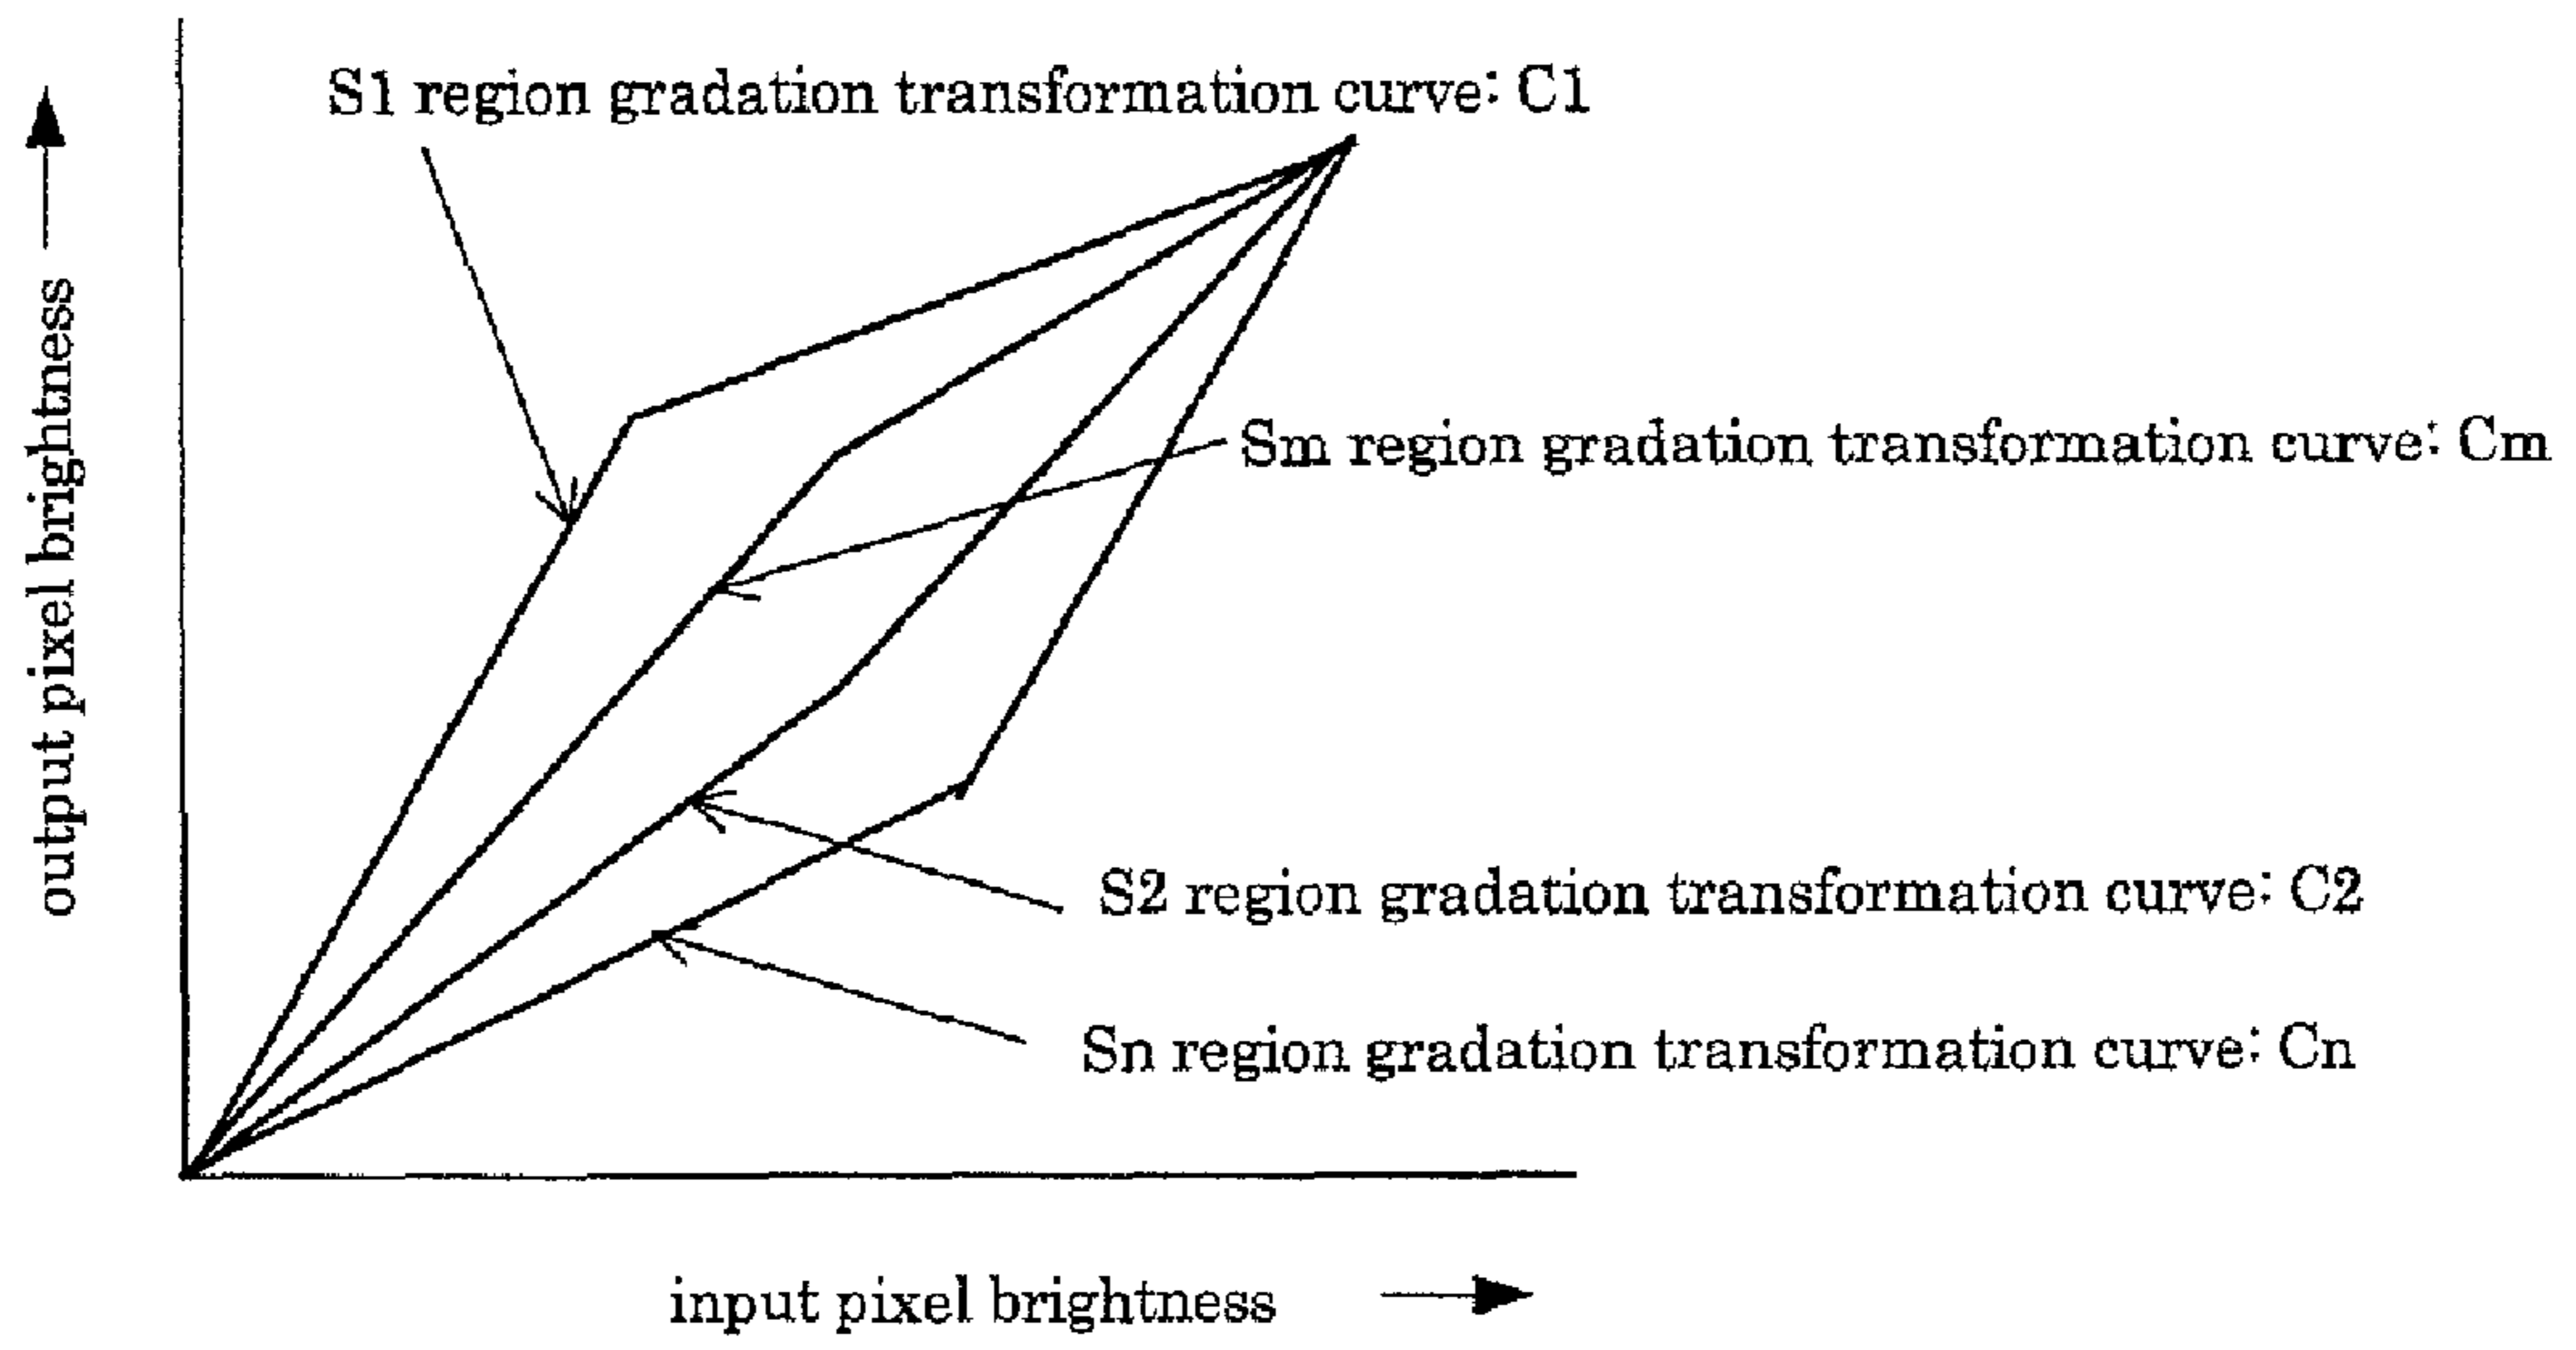 S1 region gradation transformation curve: C1
output pixel brightness
Sm region gradation transformation curve: Cm
S2 region gradation transformation curve: C2
Sn region gradation transformation curve: Cn
input pixel brightness